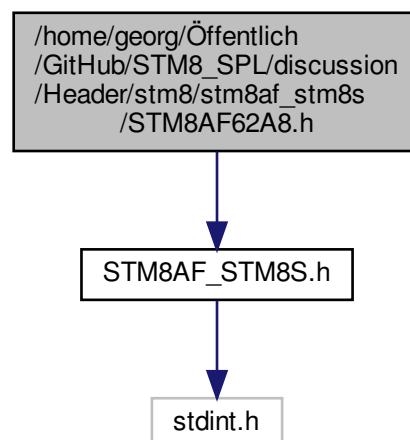 /home/georg/Öffentlich
/GitHub/STM8_SPL/discussion
/Header/stm8/stm8af_stm8s
/STM8AF62A8.h
STM8AF_STM8S.h
stdint.h